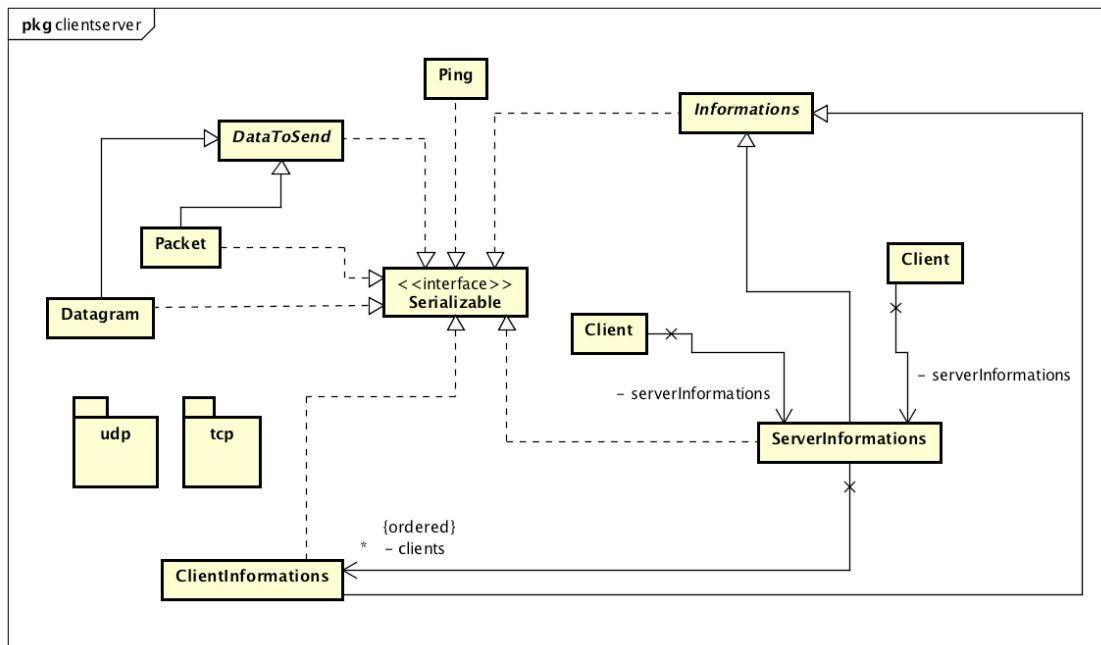 pkg clientserver
Ping
Informations
DataToSend
Packet
Client
<<interface>>
Serializable
Datagram
Client
- serverInformations
- serverInformations
udp
tcp
ServerInformations
{ordered}
* - clients
ClientInformations